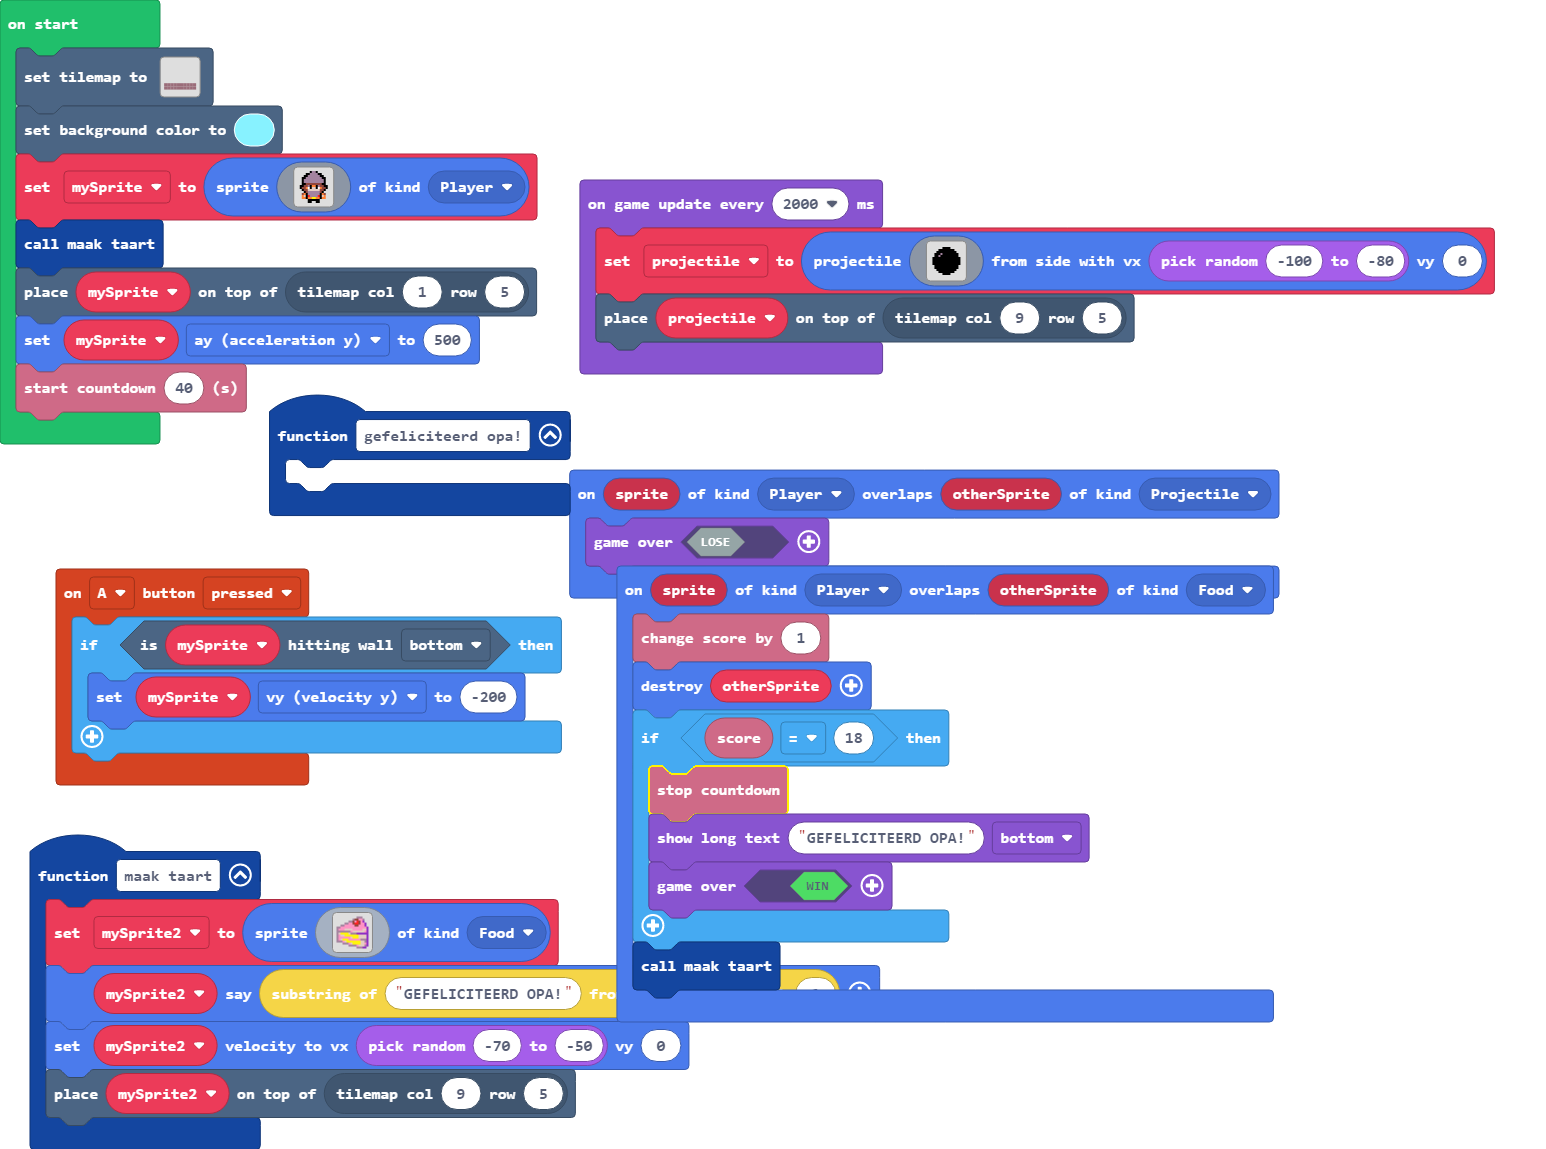 on start
set tilemap to
set background color to
set mySprite to sprite of kind Player
call maak taart
place mySprite on top of tilemap col 1 row 5
set mySprite ay (acceleration y) to 500
start countdown 40 (s)
on game update every 2000 ms
set projectile to projectile from side with vx pick random -100 to -80 vy 0
place projectile on top of tilemap col 9 row 5
function gefeliciteerd opa!
on sprite of kind Player overlaps otherSprite of kind Projectile
game over LOSE
on sprite of kind Player overlaps otherSprite of kind Food
change score by 1
destroy otherSprite
if score = 18 then
stop countdown
show long text "GEFELICITEERD OPA!" bottom
game over WIN
call maak taart
on A button pressed
if is mySprite hitting wall bottom then
set mySprite vy (velocity y) to -200
function maak taart
set mySprite2 to sprite of kind Food
mySprite2 say substring of "GEFELICITEERD OPA!"
set mySprite2 velocity to vx pick random -70 to -50 vy 0
place mySprite2 on top of tilemap col 9 row 5